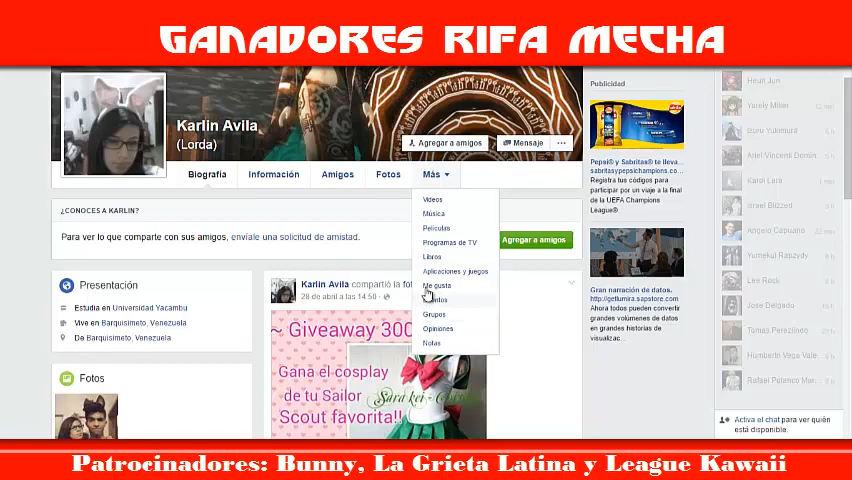 GANADORES RIFA MECHA
Karlin Avila
(Lorda)
Agregar a amigos
Mensaje
Biografía
Información
Amigos
Fotos
Más
Videos
Música
Películas
Programas de TV
Libros
Aplicaciones y juegos
Me gusta
Grupos
Opiniones
Notas
¿CONOCES A KARLIN?
Para ver lo que comparte con sus amigos, envíale una solicitud de amistad.
Agregar a amigos
Presentación
Estudia en Universidad Yacambu
Vive en Barquisimeto, Venezuela
De Barquisimeto, Venezuela
Fotos
Karlin Avila compartió la
28 de abril a las 14:50
~ Giveaway 300
Gana el cosplay
de tu Sailor
Scout favorita!!
Publicidad
Pepsi® y Sabritas® te lleva...
sabritasypepsichampions.co...
Registra tus códigos para
participar por un viaje a la final
de la UEFA Champions
League®
Gran narración de datos.
http://getlumira.sapstore.com
Ahora todos pueden convertir
grandes volúmenes de datos
en grandes historias de
visualizar...
Heun Jun
Yarely Miller
12 min
Izuru Yukimura
Ariel Vincenti Demin
Karol Lara
Israel Blizzed
Angelo Capuano
Yumekui Rapzydy
Lee Rock
Jose Delgado
Tomas Perezlindo
Humberto Vega Vale...
Rafael Polanco Mar...
Activa el chat para ver quién
está disponible.
Patrocinadores: Bunny, La Grieta Latina y League Kawaii